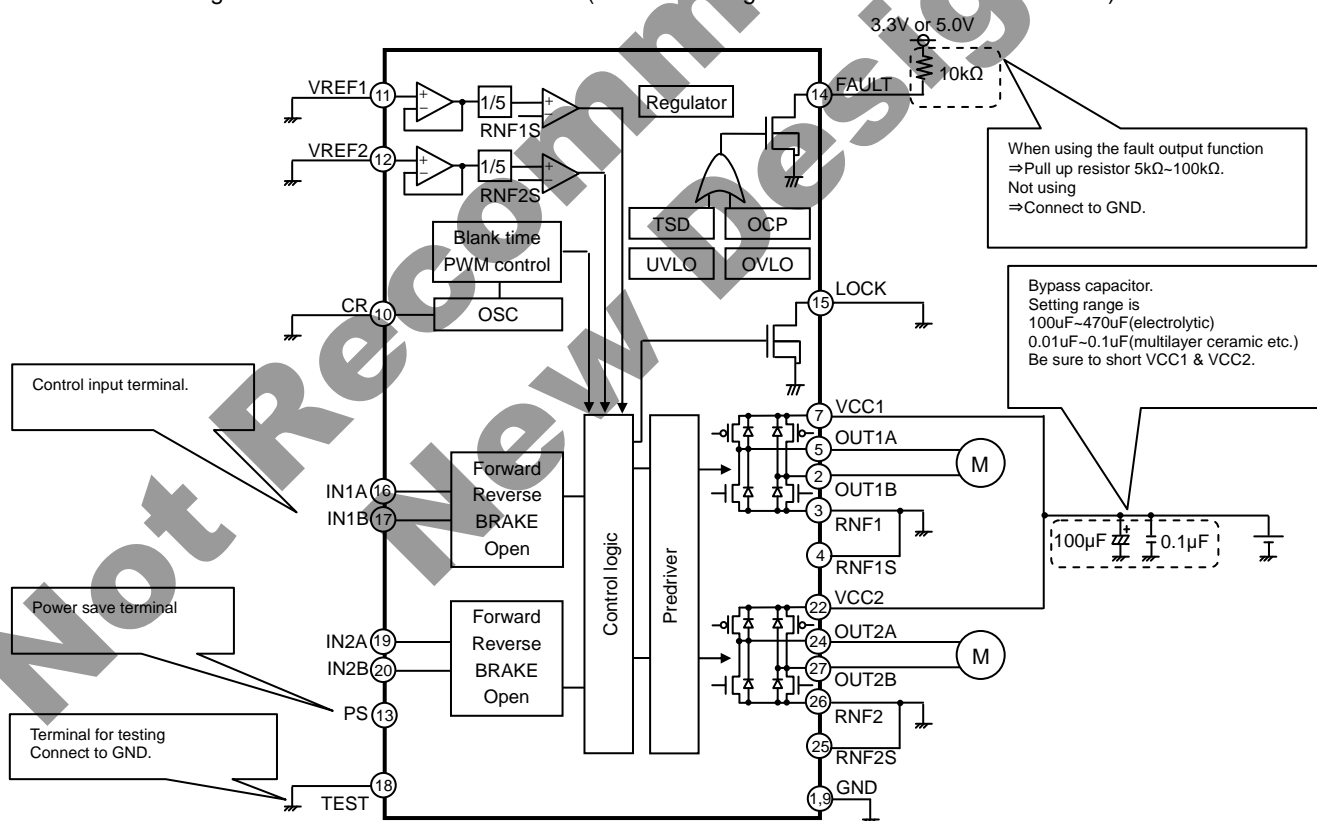 3.3V or 5.0V
10kΩ
VREF1
11
1/5
RNF1S
Regulator
14
FAULT
VREF2
12
1/5
RNF2S
When using the fault output function
⇒Pull up resistor 5kΩ~100kΩ.
Not using
⇒Connect to GND.
TSD
OCP
UVLO
OVLO
Blank time
PWM control
CR
10
OSC
15
LOCK
Bypass capacitor.
Setting range is
100uF~470uF(electrolytic)
0.01uF~0.1uF(multilayer ceramic etc.)
Be sure to short VCC1 & VCC2.
Control input terminal.
7
VCC1
5
OUT1A
M
2
OUT1B
3
RNF1
4
RNF1S
IN1A
16
IN1B
17
Forward
Reverse
BRAKE
Open
Control logic
Predriver
100µF
+
0.1µF
Power save terminal
22
VCC2
24
OUT2A
M
27
OUT2B
26
RNF2
25
RNF2S
IN2A
19
IN2B
20
Forward
Reverse
BRAKE
Open
PS
13
Terminal for testing
Connect to GND.
18
TEST
1,9
GND
Not Recomm
New Desig